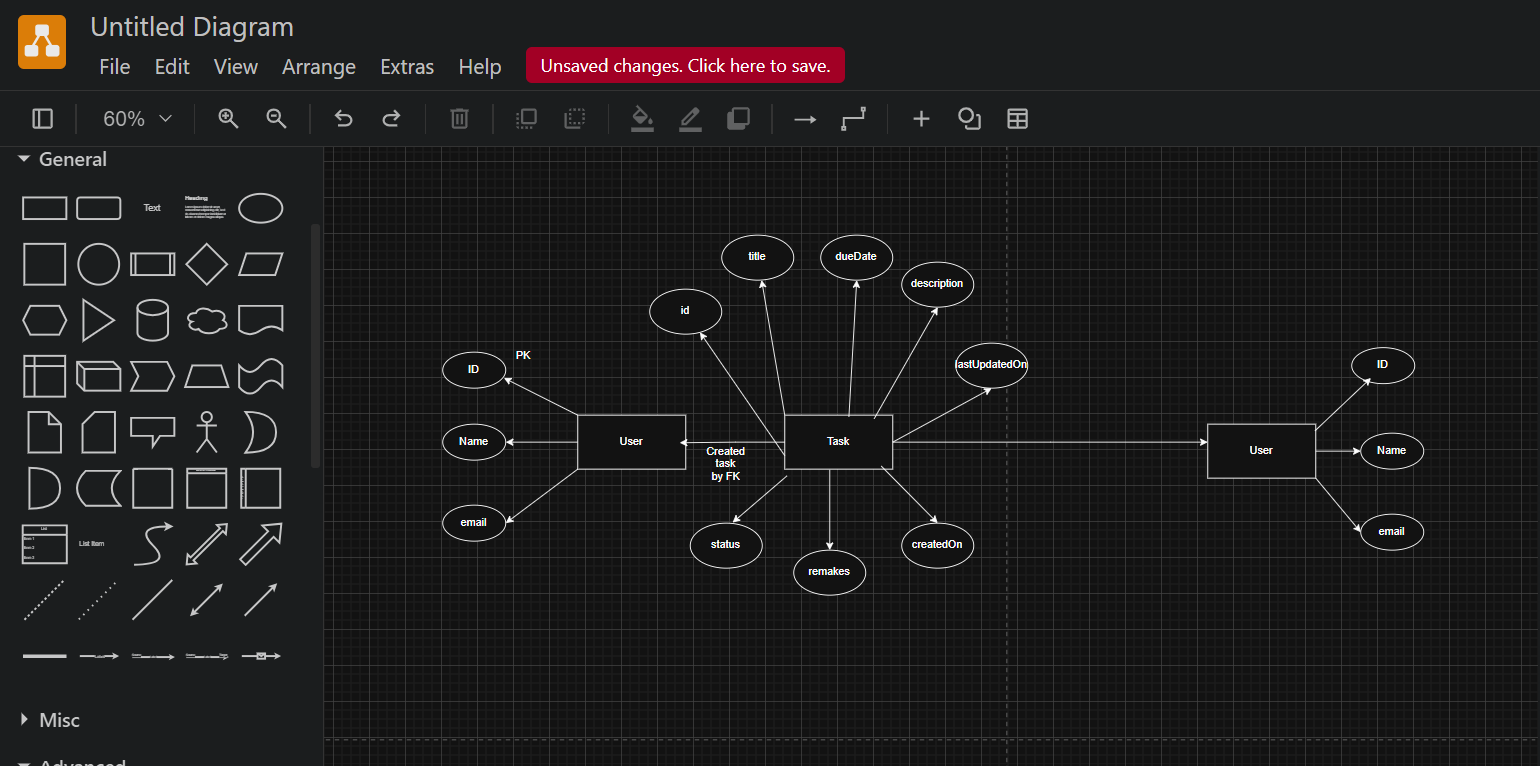 Untitled Diagram
File Edit View Arrange Extras Help
Unsaved changes. Click here to save.
60%
General
Text
Heading
List
Item 1
Item 2
Item 3
List Item
Misc
Advanced
title
dueDate
description
id
lastUpdatedOn
PK
ID
Name
email
User
Created
task
by FK
Task
status
remakes
createdOn
User
ID
Name
email